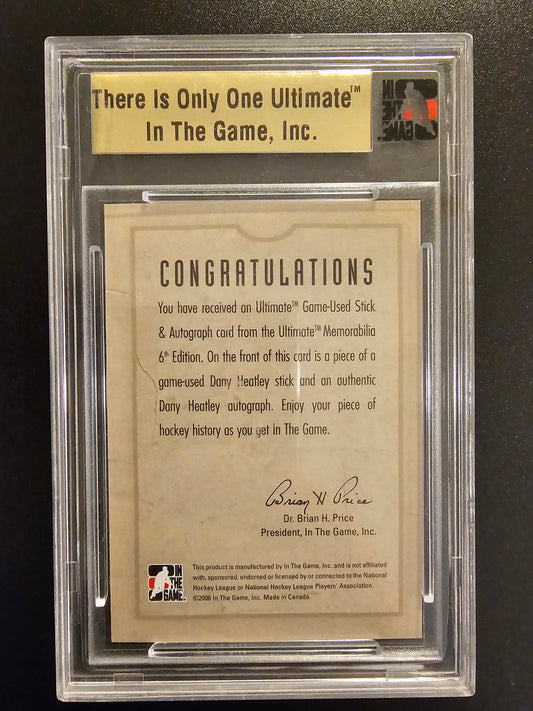 There Is Only One Ultimate™
In The Game, Inc.
IN
THE
GAME
CONGRATULATIONS
You have received an Ultimate™ Game-Used Stick
& Autograph card from the Ultimate™ Memorabilia
6th Edition. On the front of this card is a piece of a
game-used Dany Heatley stick and an authentic
Dany Heatley autograph. Enjoy your piece of
hockey history as you get In The Game.
Brian H Price
Dr. Brian H. Price
President, In The Game, Inc.
IN
THE
GAME
This product is manufactured by In The Game, Inc. and is not affiliated
with, sponsored, endorsed or licensed by or connected to the National
Hockey League or National Hockey League Players' Association.
©2006 In The Game, Inc. Made in Canada.